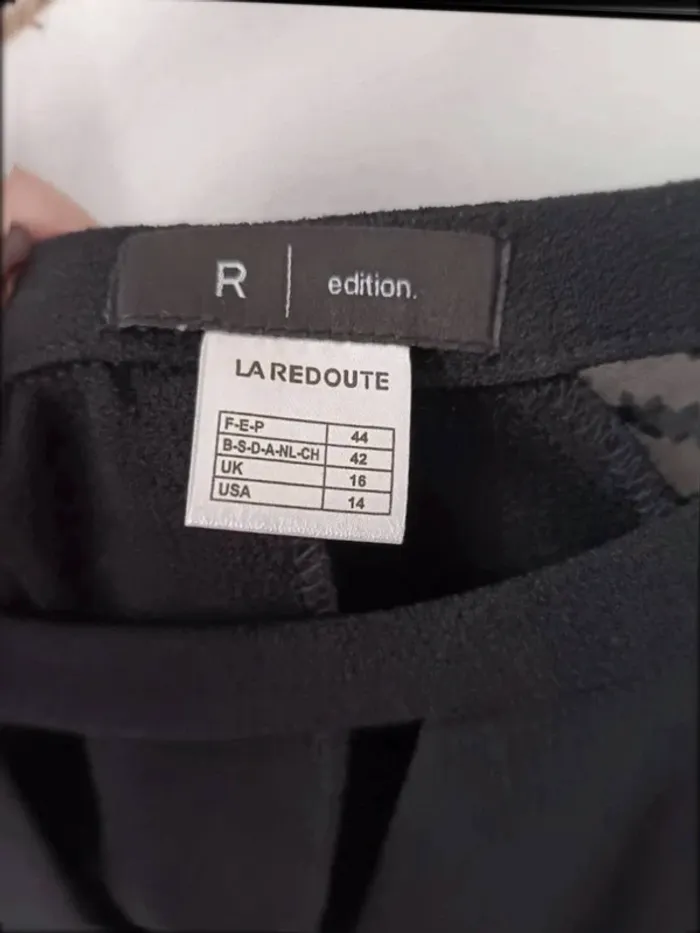 R | edition.
LA REDOUTE
F-E-P 44
B-S-D-A-NL-CH 42
UK 16
USA 14